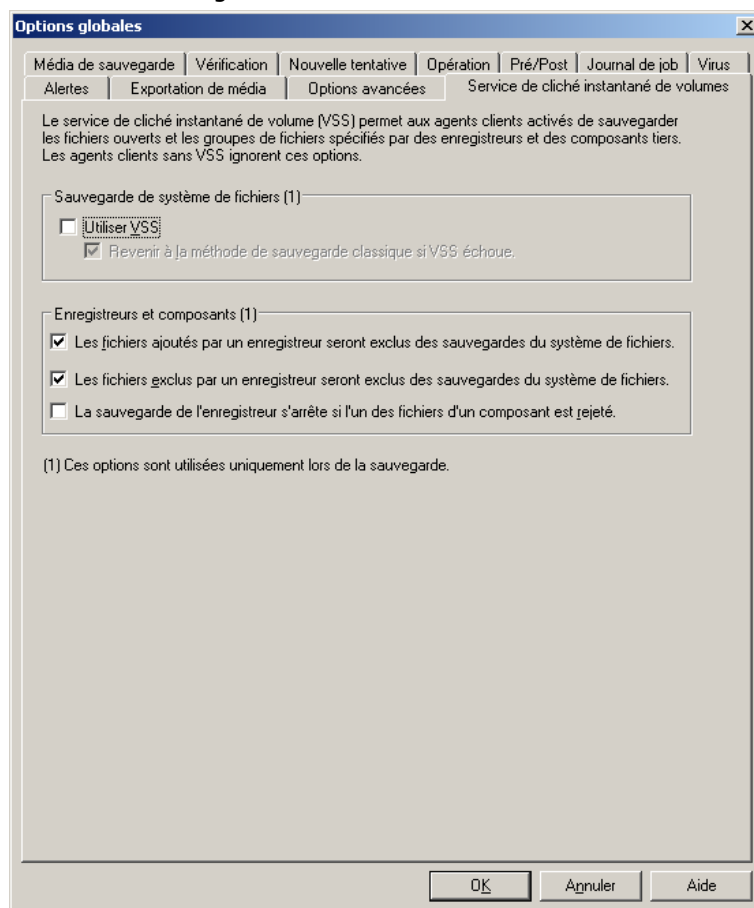 Options globales
Média de sauvegarde Vérification Nouvelle tentative Opération Pré/Post Journal de job Virus
Alertes Exportation de média Options avancées Service de cliché instantané de volumes
Le service de cliché instantané de volume (VSS) permet aux agents clients activés de sauvegarder
les fichiers ouverts et les groupes de fichiers spécifiés par des enregistreurs et des composants tiers.
Les agents clients sans VSS ignorent ces options.
Sauvegarde de système de fichiers (1)
Utiliser VSS
Revenir à la méthode de sauvegarde classique si VSS échoue.
Enregistreurs et composants (1)
Les fichiers ajoutés par un enregistreur seront exclus des sauvegardes du système de fichiers.
Les fichiers exclus par un enregistreur seront exclus des sauvegardes du système de fichiers.
La sauvegarde de l'enregistreur s'arrête si l'un des fichiers d'un composant est rejeté.
(1) Ces options sont utilisées uniquement lors de la sauvegarde.
OK Annuler Aide